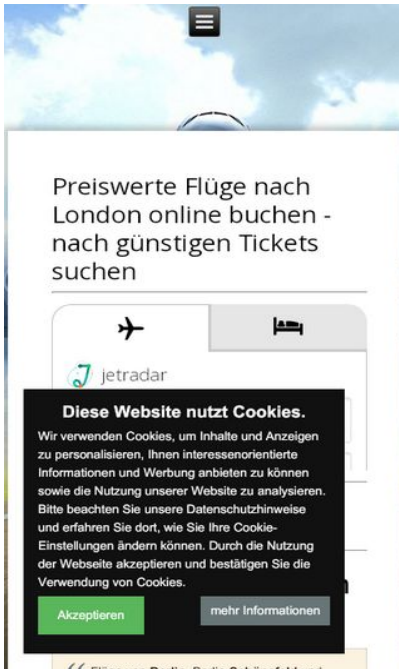 Preiswerte Flüge nach
London online buchen -
nach günstigen Tickets
suchen
jetradar
Diese Website nutzt Cookies.
Wir verwenden Cookies, um Inhalte und Anzeigen
zu personalisieren, Ihnen interessenorientierte
Informationen und Werbung anbieten zu können
sowie die Nutzung unserer Website zu analysieren.
Bitte beachten Sie unsere Datenschutzhinweise
und erfahren Sie dort, wie Sie Ihre Cookie-
Einstellungen ändern können. Durch die Nutzung
der Webseite akzeptieren und bestätigen Sie die
Verwendung von Cookies.
Akzeptieren
mehr Informationen